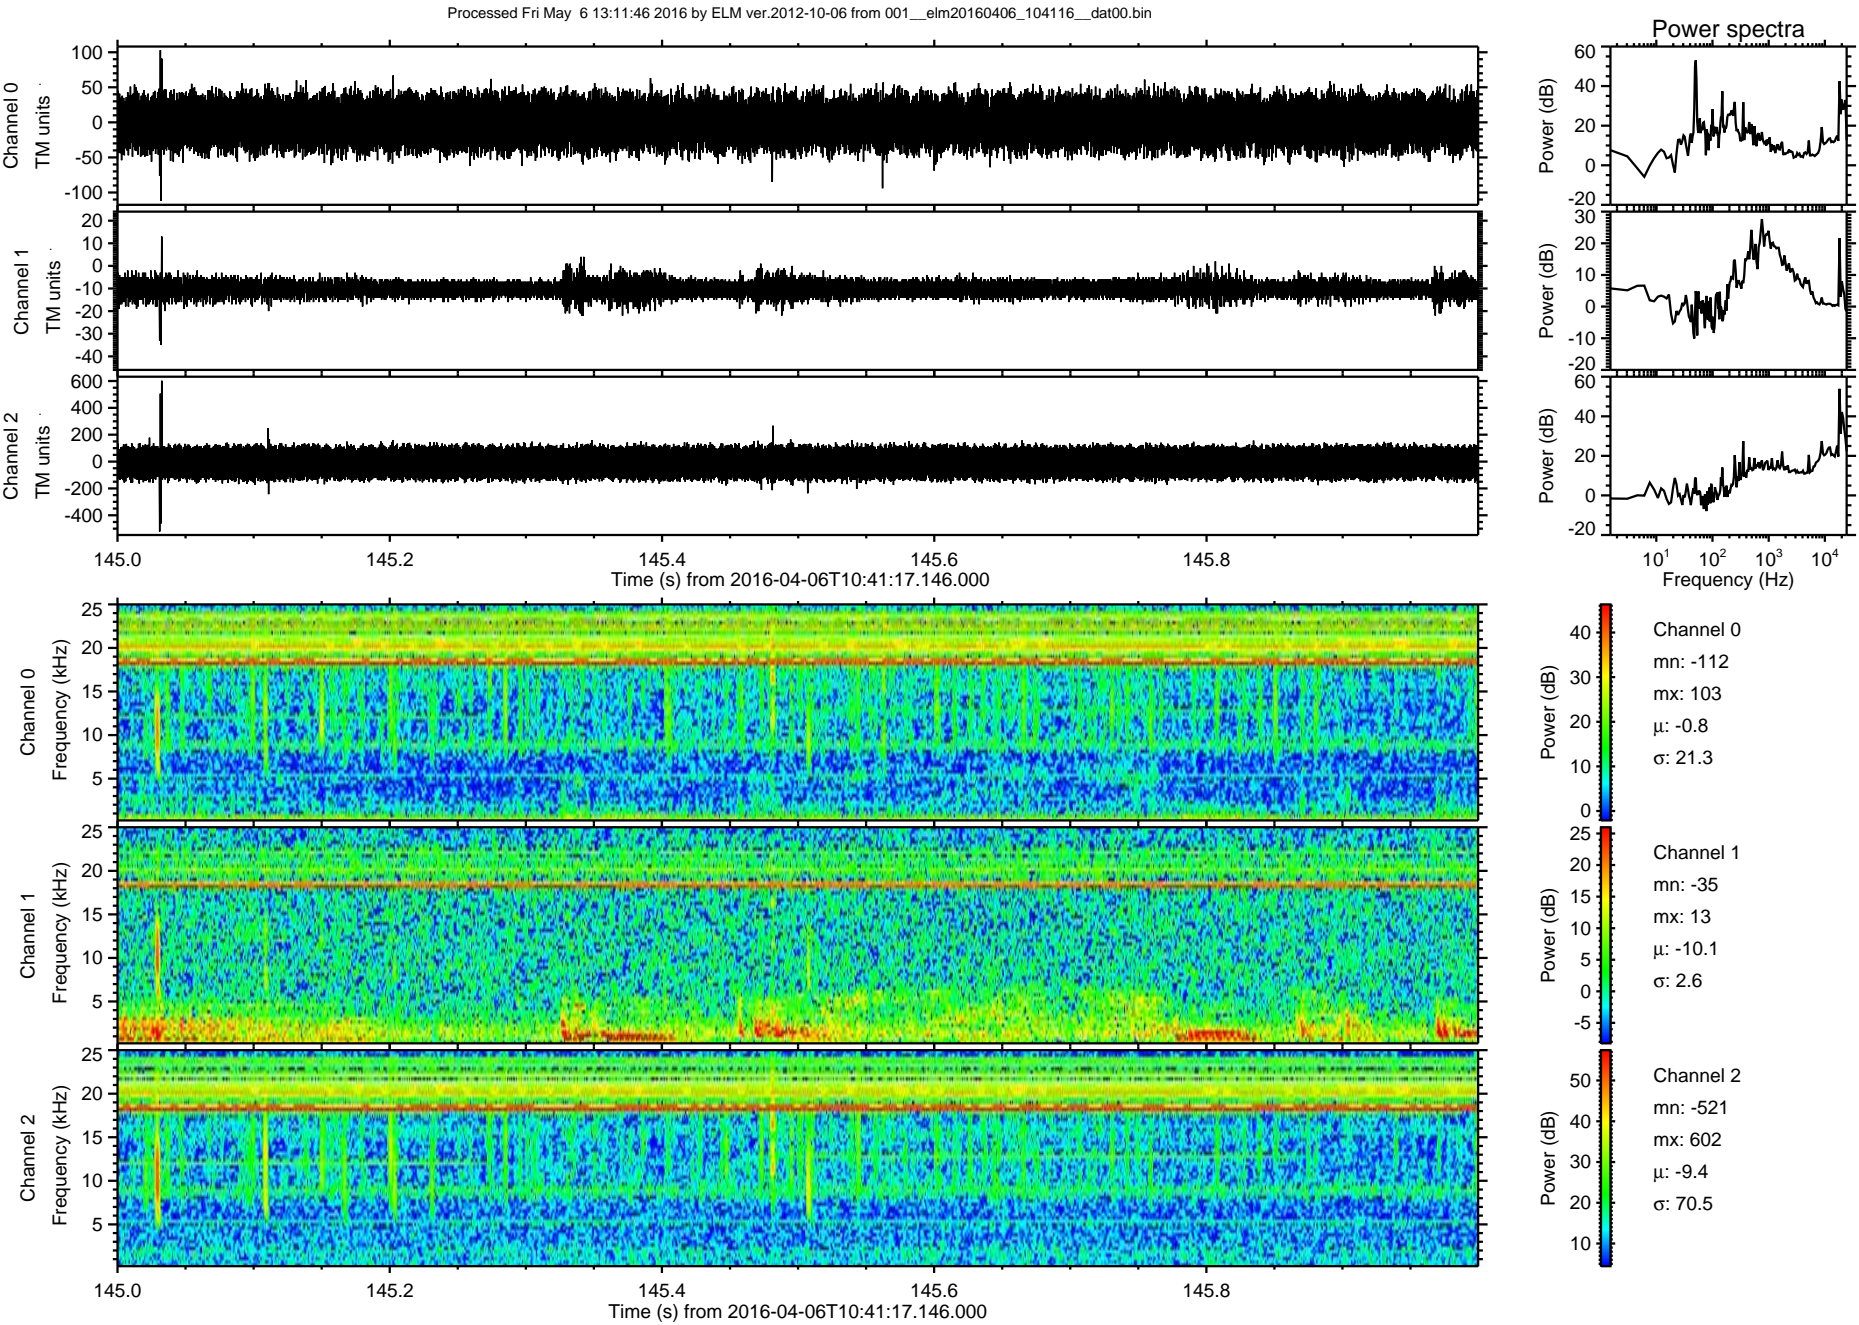 Processed Fri May  6 13:11:46 2016 by ELM ver.2012-10-06 from 001__elm20160406_104116__dat00.bin
Power spectra
Channel 0
TM units
100
50
0
-50
-100
Power (dB)
60
40
20
0
-20
Channel 1
TM units
20
10
0
-10
-20
-30
-40
Power (dB)
30
20
10
0
-10
-20
Channel 2
TM units
600
400
200
0
-200
-400
Power (dB)
60
40
20
0
-20
145.0 145.2 145.4 145.6 145.8
Time (s) from 2016-04-06T10:41:17.146.000
10¹ 10² 10³ 10⁴
Frequency (Hz)
Channel 0
Frequency (kHz)
25
20
15
10
5
Power (dB)
40
30
20
10
0
Channel 0
mn: -112
mx: 103
μ: -0.8
σ: 21.3
Channel 1
Frequency (kHz)
25
20
15
10
5
Power (dB)
25
20
15
10
5
0
-5
Channel 1
mn: -35
mx: 13
μ: -10.1
σ: 2.6
Channel 2
Frequency (kHz)
25
20
15
10
5
Power (dB)
50
40
30
20
10
Channel 2
mn: -521
mx: 602
μ: -9.4
σ: 70.5
145.0 145.2 145.4 145.6 145.8
Time (s) from 2016-04-06T10:41:17.146.000